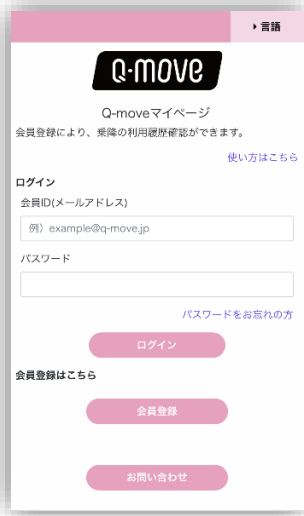 言語
Q-move
Q-moveマイページ
会員登録により、乗降の利用履歴確認ができます。
使い方はこちら
ログイン
会員ID(メールアドレス)
例）example@q-move.jp
パスワード
パスワードをお忘れの方
ログイン
会員登録はこちら
会員登録
お問い合わせ